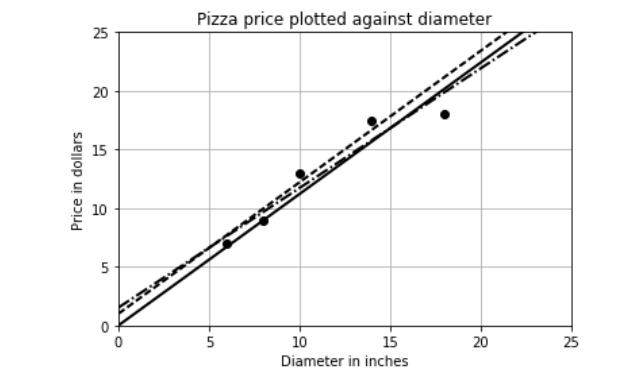 Pizza price plotted against diameter
25
20
15
10
5
0
Price in dollars
0 5 10 15 20 25
Diameter in inches